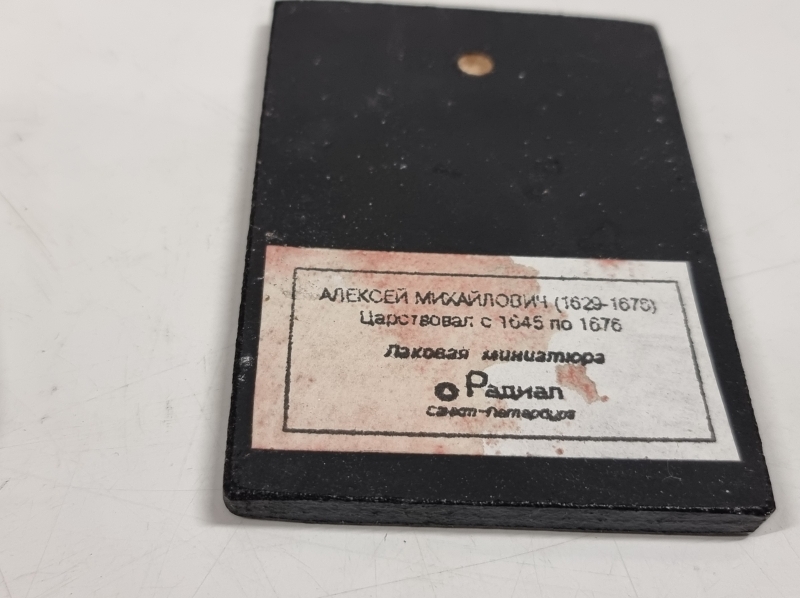 АЛЕКСЕЙ МИХАЙЛОВИЧ (1629-1676)
Царствовал с 1645 по 1676
Лаковая миниатюра
Радиал
Санкт-Петербург